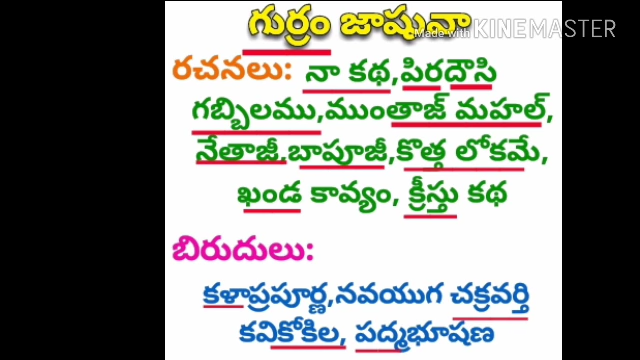 గుర్రం జాషువా
Made with KINEMASTER
రచనలు: నా కథ,పిరదౌసి
గబ్బిలము,ముంతాజ్ మహల్,
నేతాజీ,బాపూజీ,కొత్త లోకమే,
ఖండ కావ్యం, క్రీస్తు కథ
బిరుదులు:
కళాప్రపూర్ణ,నవయుగ చక్రవర్తి
కవికోకిల, పద్మభూషణ